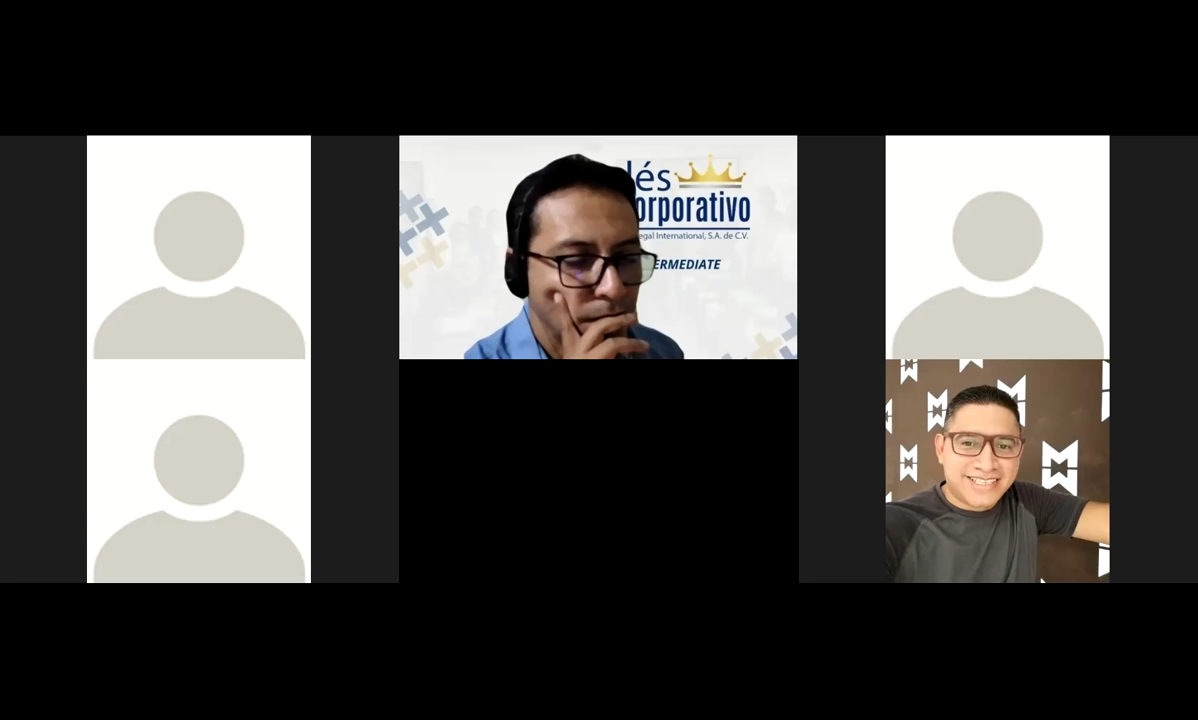 lés
orporativo
egal International, S.A. de C.V.
ERMEDIATE